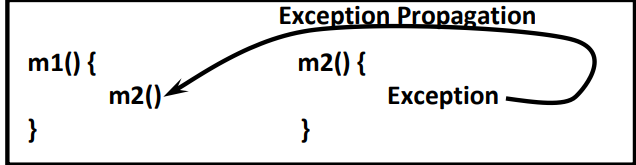 Exception Propagation
m1() { m2() {
m2() Exception
} }